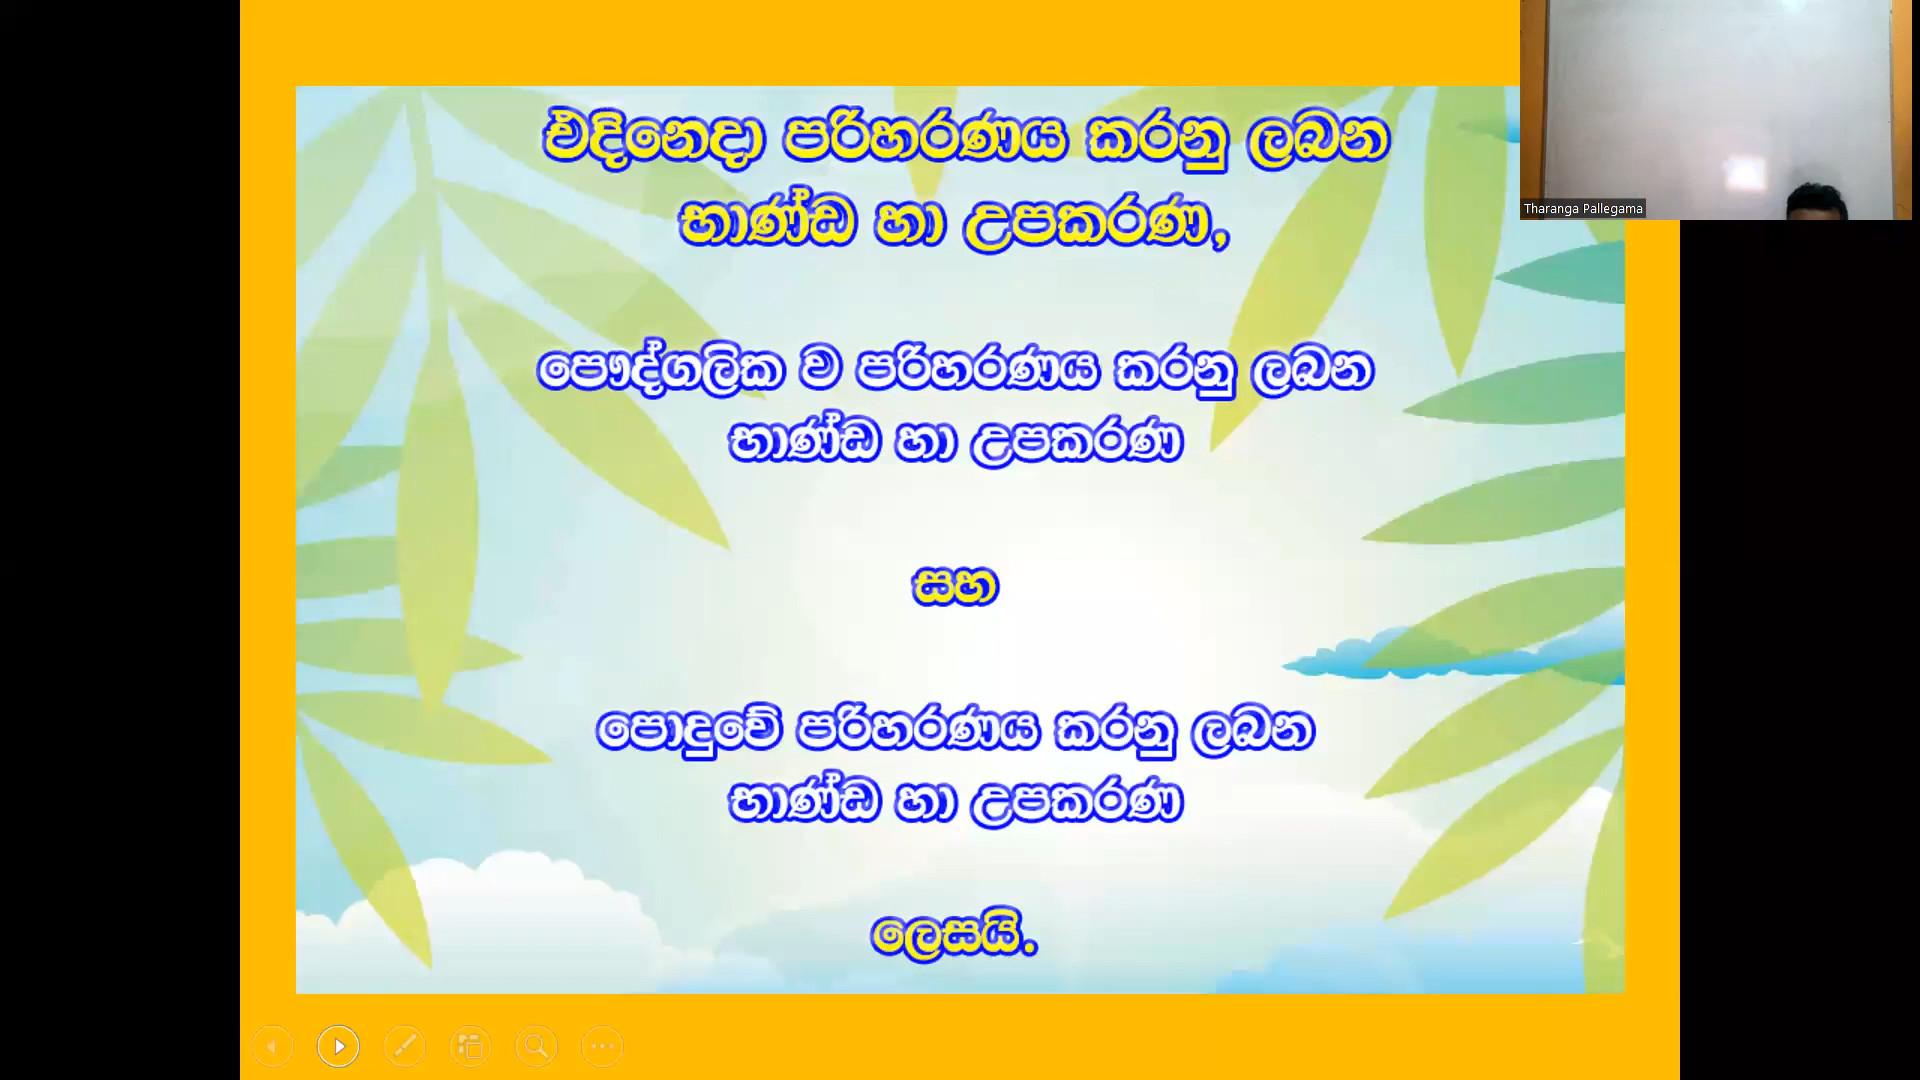 එදිනෙදා පරිහරණය කරනු ලබන
භාණ්ඩ හා උපකරණ,
පෞද්ගලික ව පරිහරණය කරනු ලබන
භාණ්ඩ හා උපකරණ
සහ
පොදුවේ පරිහරණය කරනු ලබන
භාණ්ඩ හා උපකරණ
ලෙසයි.
Tharanga Pallegama